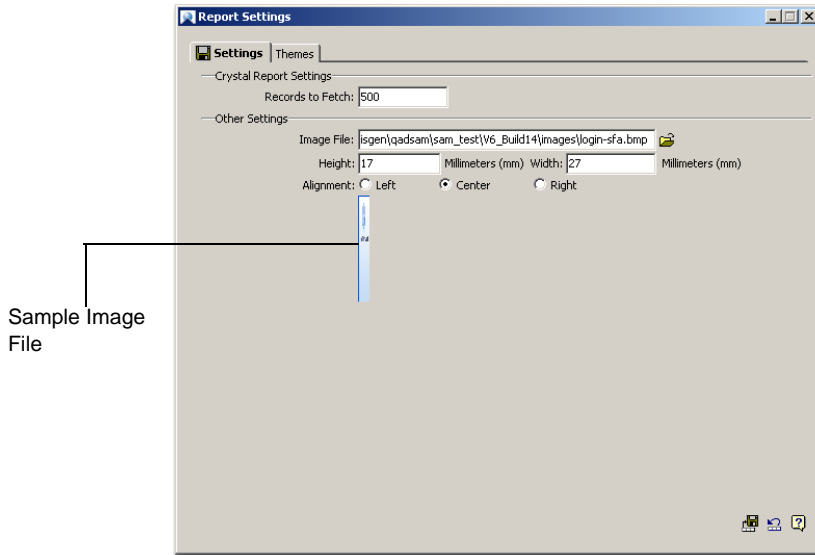 Report Settings
Settings Themes
Crystal Report Settings
Records to Fetch: 500
Other Settings
Image File: isgen\qadsam\sam_test\V6_Build14\images\login-sfa.bmp
Height: 17 Millimeters (mm) Width: 27 Millimeters (mm)
Alignment: Left Center Right
Sample Image
File